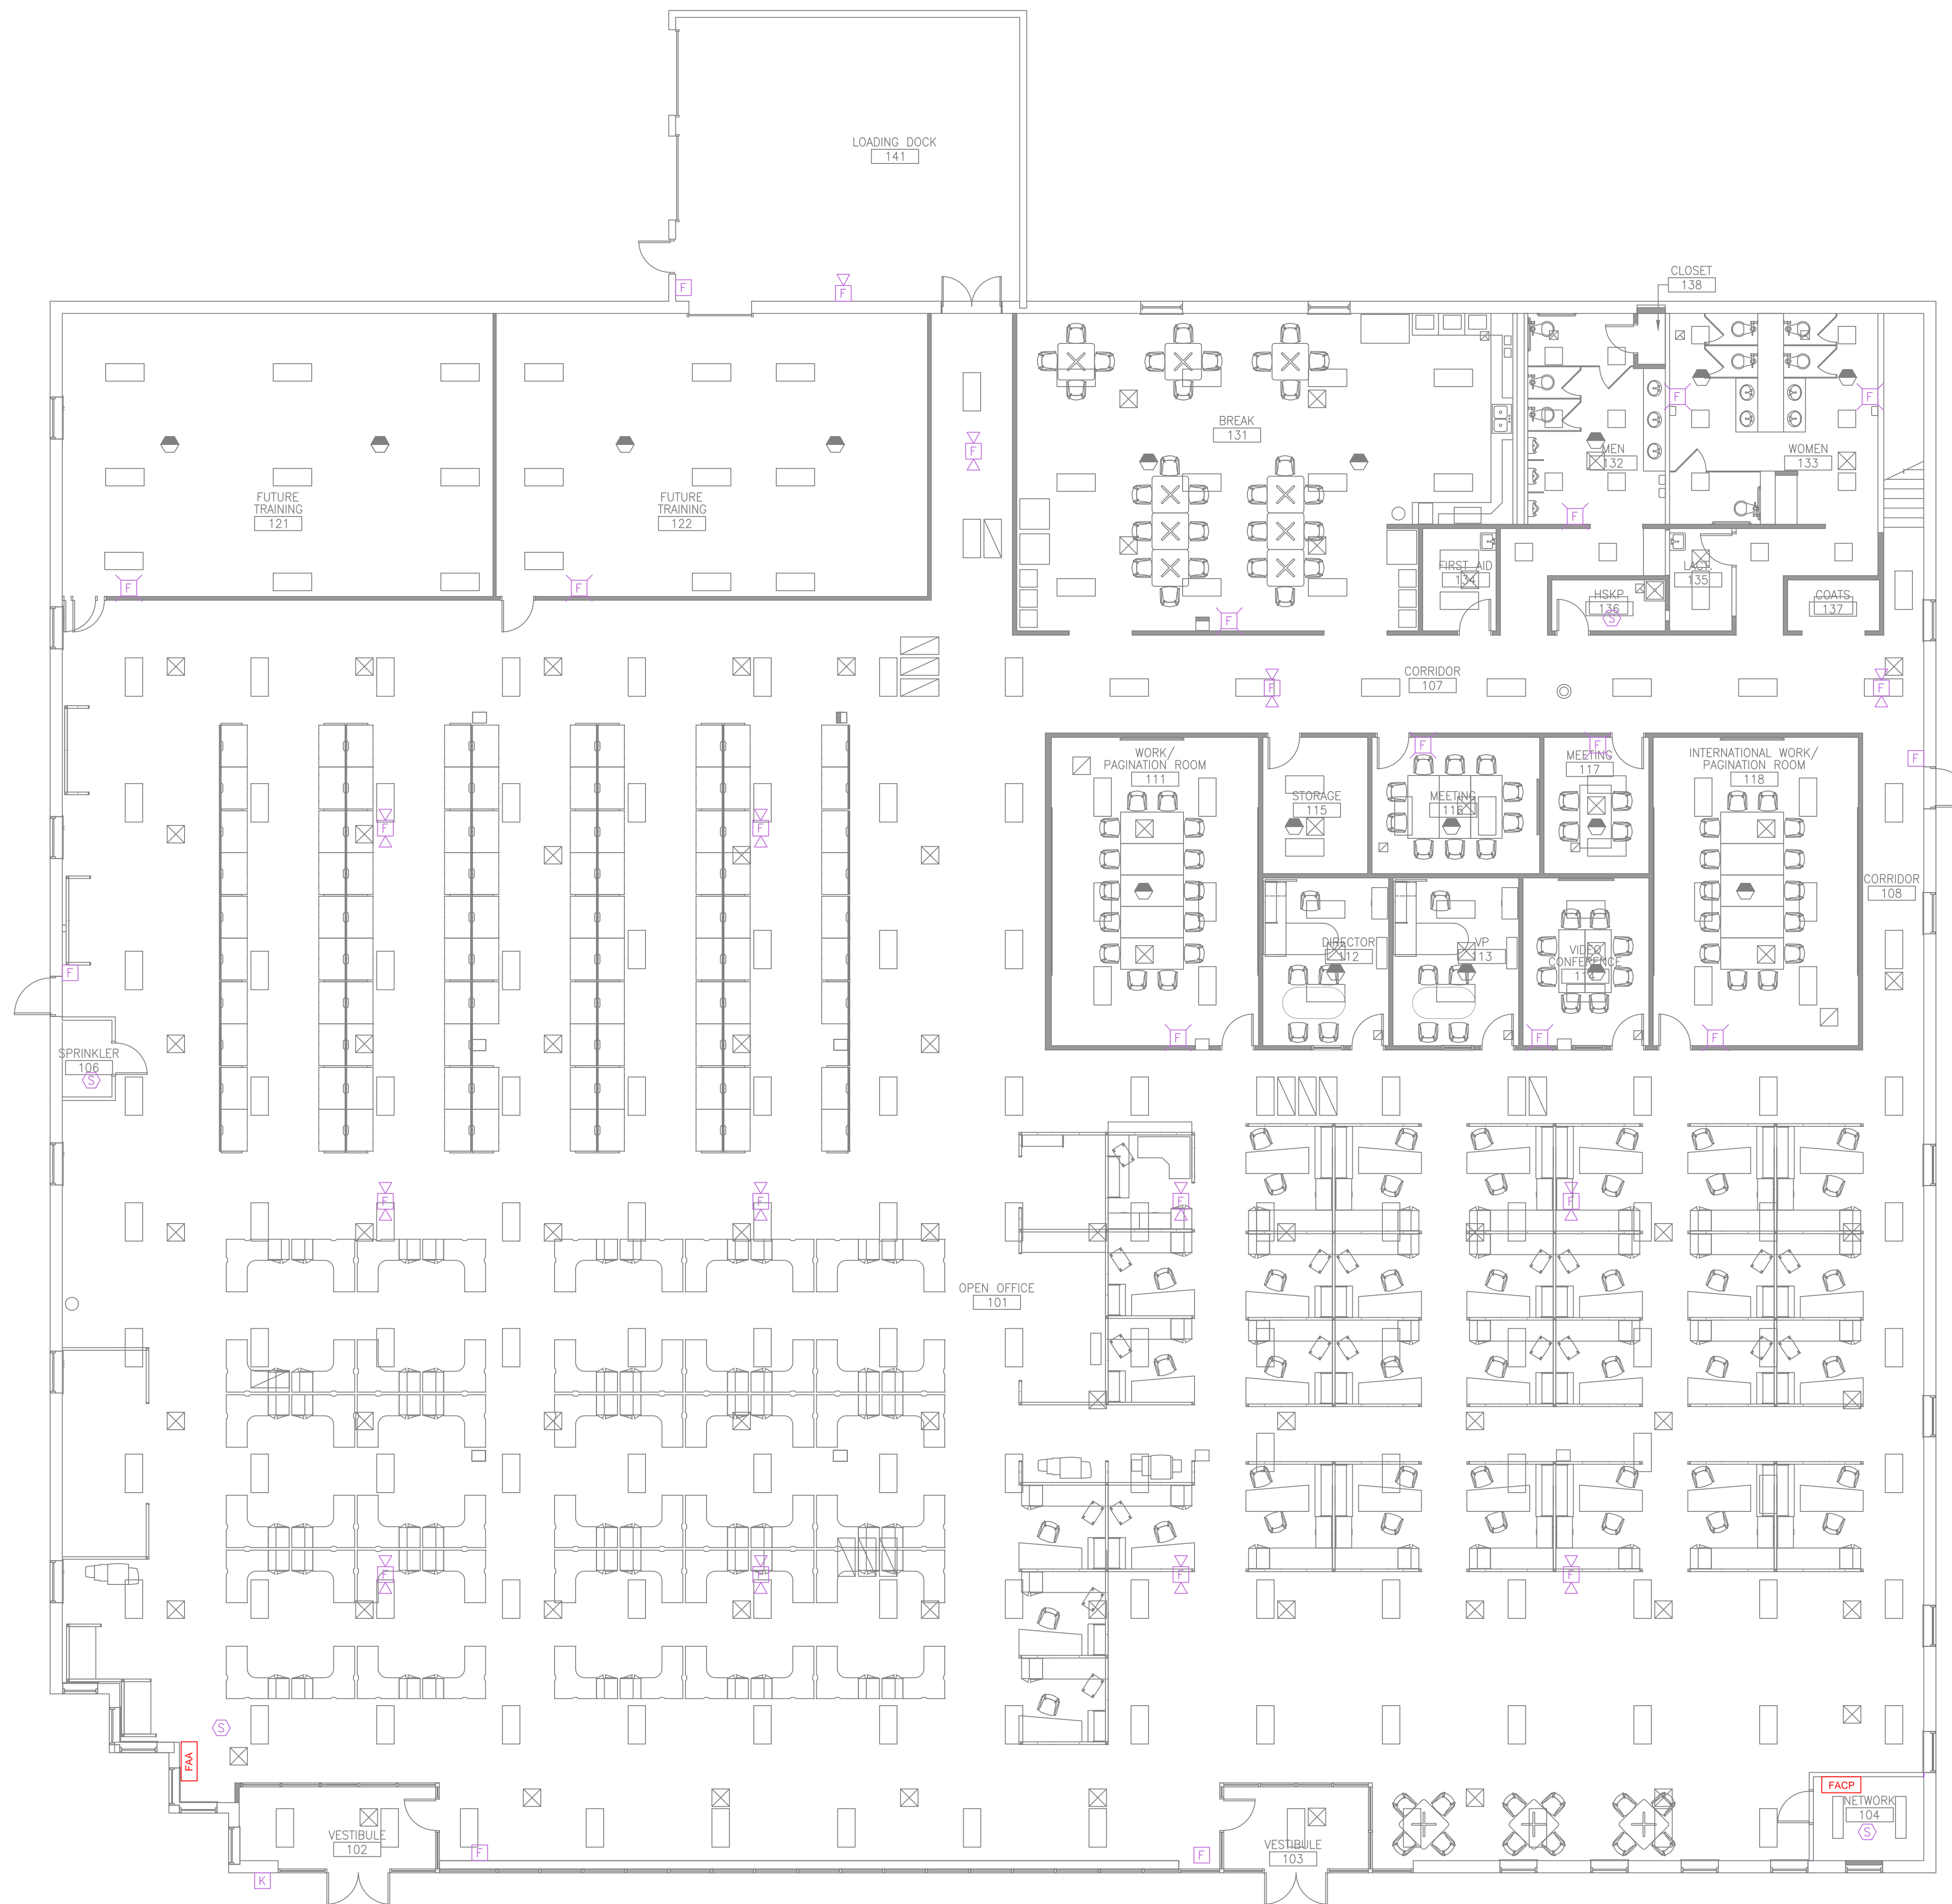 LOADING DOCK
141
CLOSET
138
F
F
F
F
F
BREAK
131
MEN
132
WOMEN
133
FUTURE
TRAINING
121
FUTURE
TRAINING
122
F
F
F
F
FIRST AID
134
LACT.
135
HSKP
136
S
COATS
137
F
CORRIDOR
107
F
F
WORK/
PAGINATION ROOM
111
STORAGE
115
F
MEETING
116
F
MEETING
117
INTERNATIONAL WORK/
PAGINATION ROOM
118
F
F
F
CORRIDOR
108
DIRECTOR
112
VP
113
VIDEO
CONFERENCE
114
F
F
F
F
SPRINKLER
106
S
F
F
F
F
OPEN OFFICE
101
F
F
F
F
S
FAA
FACP
NETWORK
104
S
VESTIBULE
102
F
F
VESTIBULE
103
K